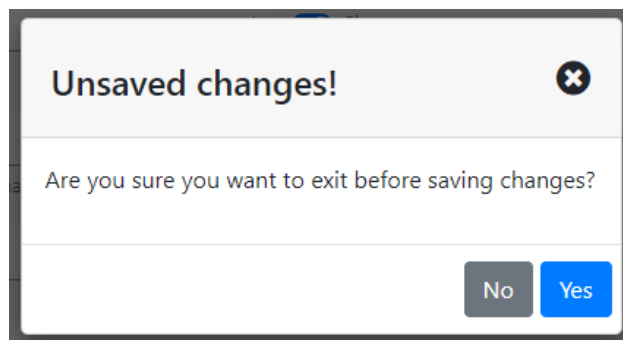 Unsaved changes!
Are you sure you want to exit before saving changes?
No Yes